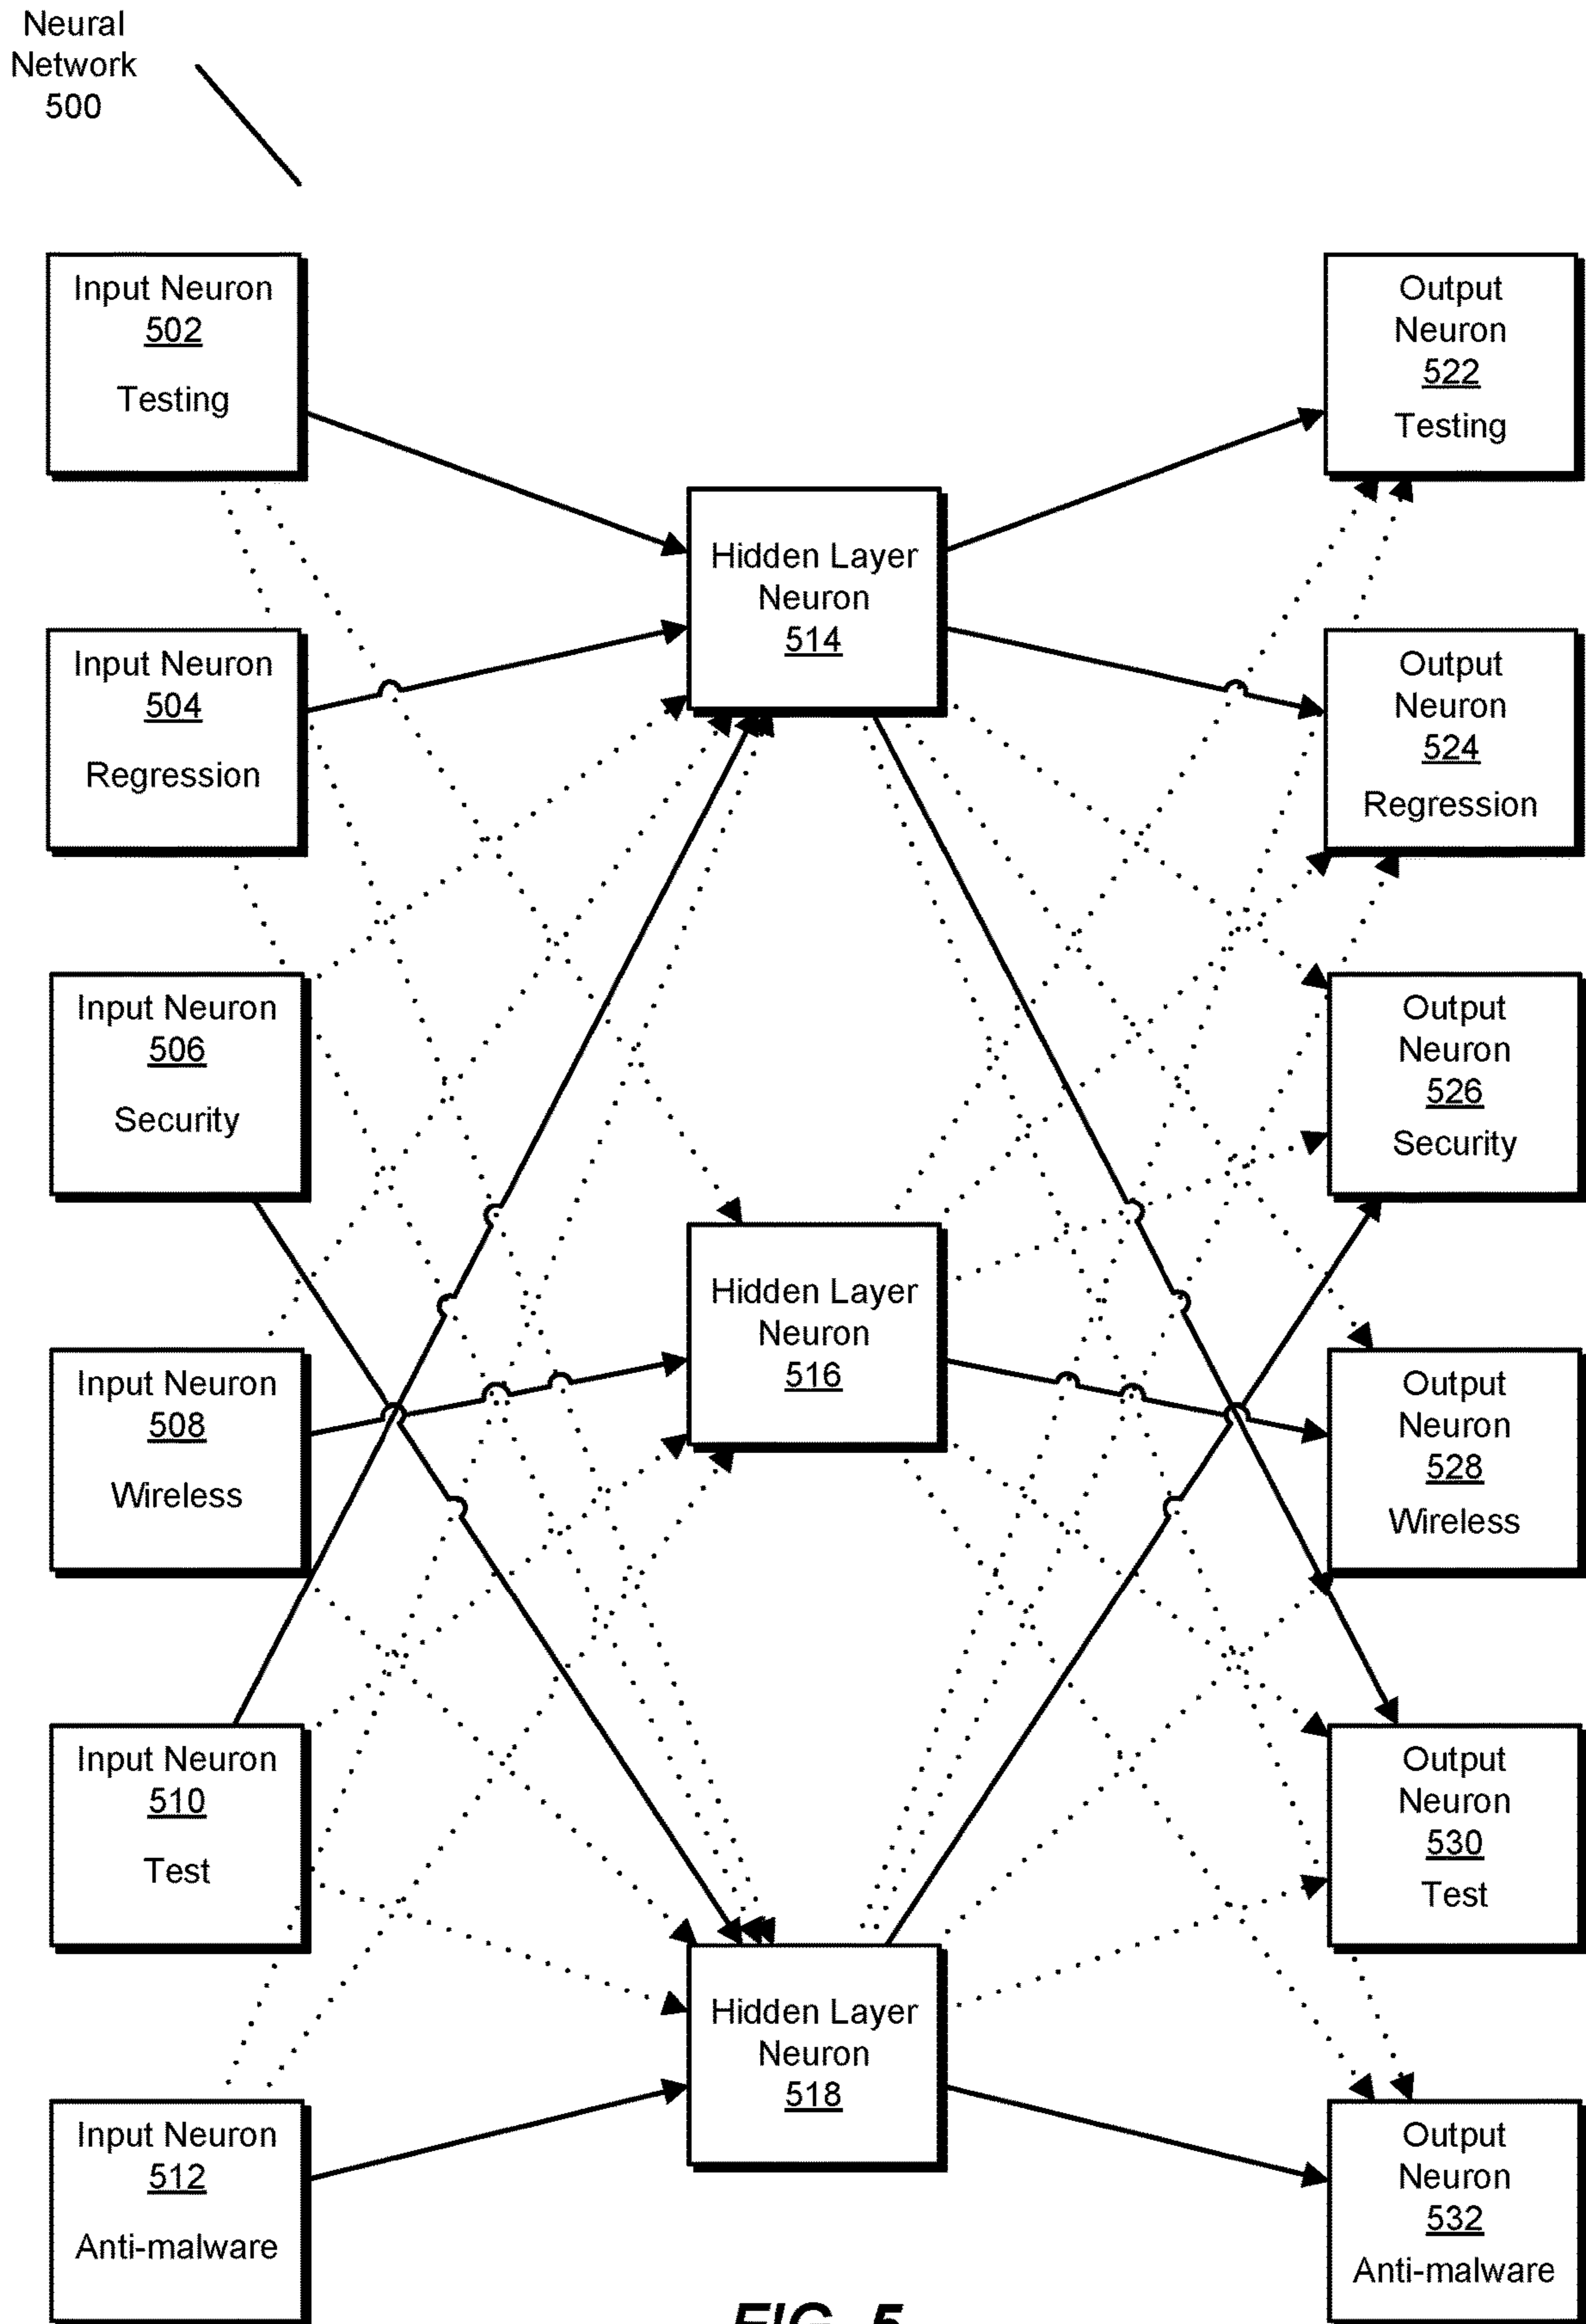 Neural
Network
500
Input Neuron
502
Testing
Input Neuron
504
Regression
Input Neuron
506
Security
Input Neuron
508
Wireless
Input Neuron
510
Test
Input Neuron
512
Anti-malware
Hidden Layer
Neuron
514
Hidden Layer
Neuron
516
Hidden Layer
Neuron
518
Output
Neuron
522
Testing
Output
Neuron
524
Regression
Output
Neuron
526
Security
Output
Neuron
528
Wireless
Output
Neuron
530
Test
Output
Neuron
532
Anti-malware
FIG. 5